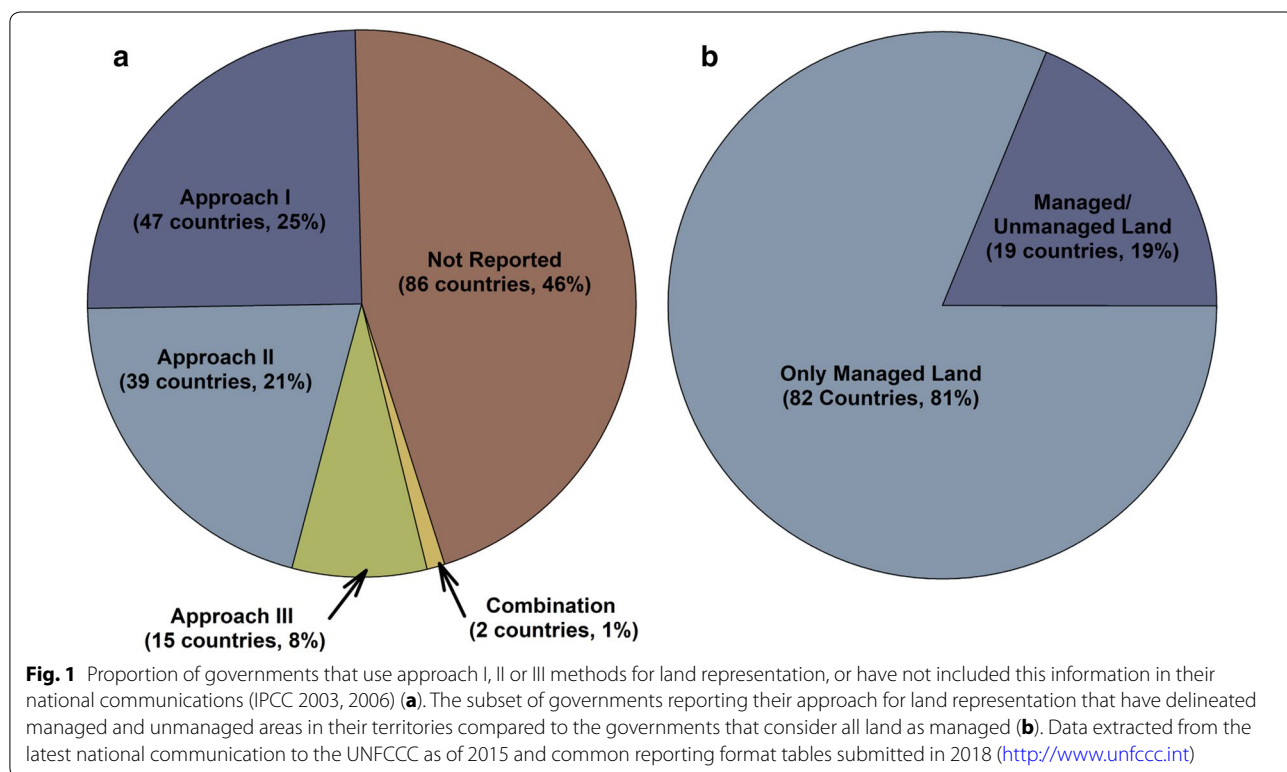 a
b
Approach I
(47 countries, 25%)
Not Reported
(86 countries, 46%)
Managed/
Unmanaged Land
(19 countries, 19%)
Approach II
(39 countries, 21%)
Only Managed Land
(82 Countries, 81%)
Approach III
(15 countries, 8%)
Combination
(2 countries, 1%)
Fig. 1 Proportion of governments that use approach I, II or III methods for land representation, or have not included this information in their
national communications (IPCC 2003, 2006) (a). The subset of governments reporting their approach for land representation that have delineated
managed and unmanaged areas in their territories compared to the governments that consider all land as managed (b). Data extracted from the
latest national communication to the UNFCCC as of 2015 and common reporting format tables submitted in 2018 (http://www.unfccc.int)